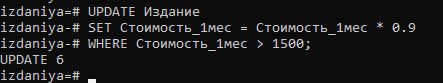 izdaniya=# UPDATE Издание
izdaniya-# SET Стоимость_1мес = Стоимость_1мес * 0.9
izdaniya-# WHERE Стоимость_1мес > 1500;
UPDATE 6
izdaniya=#